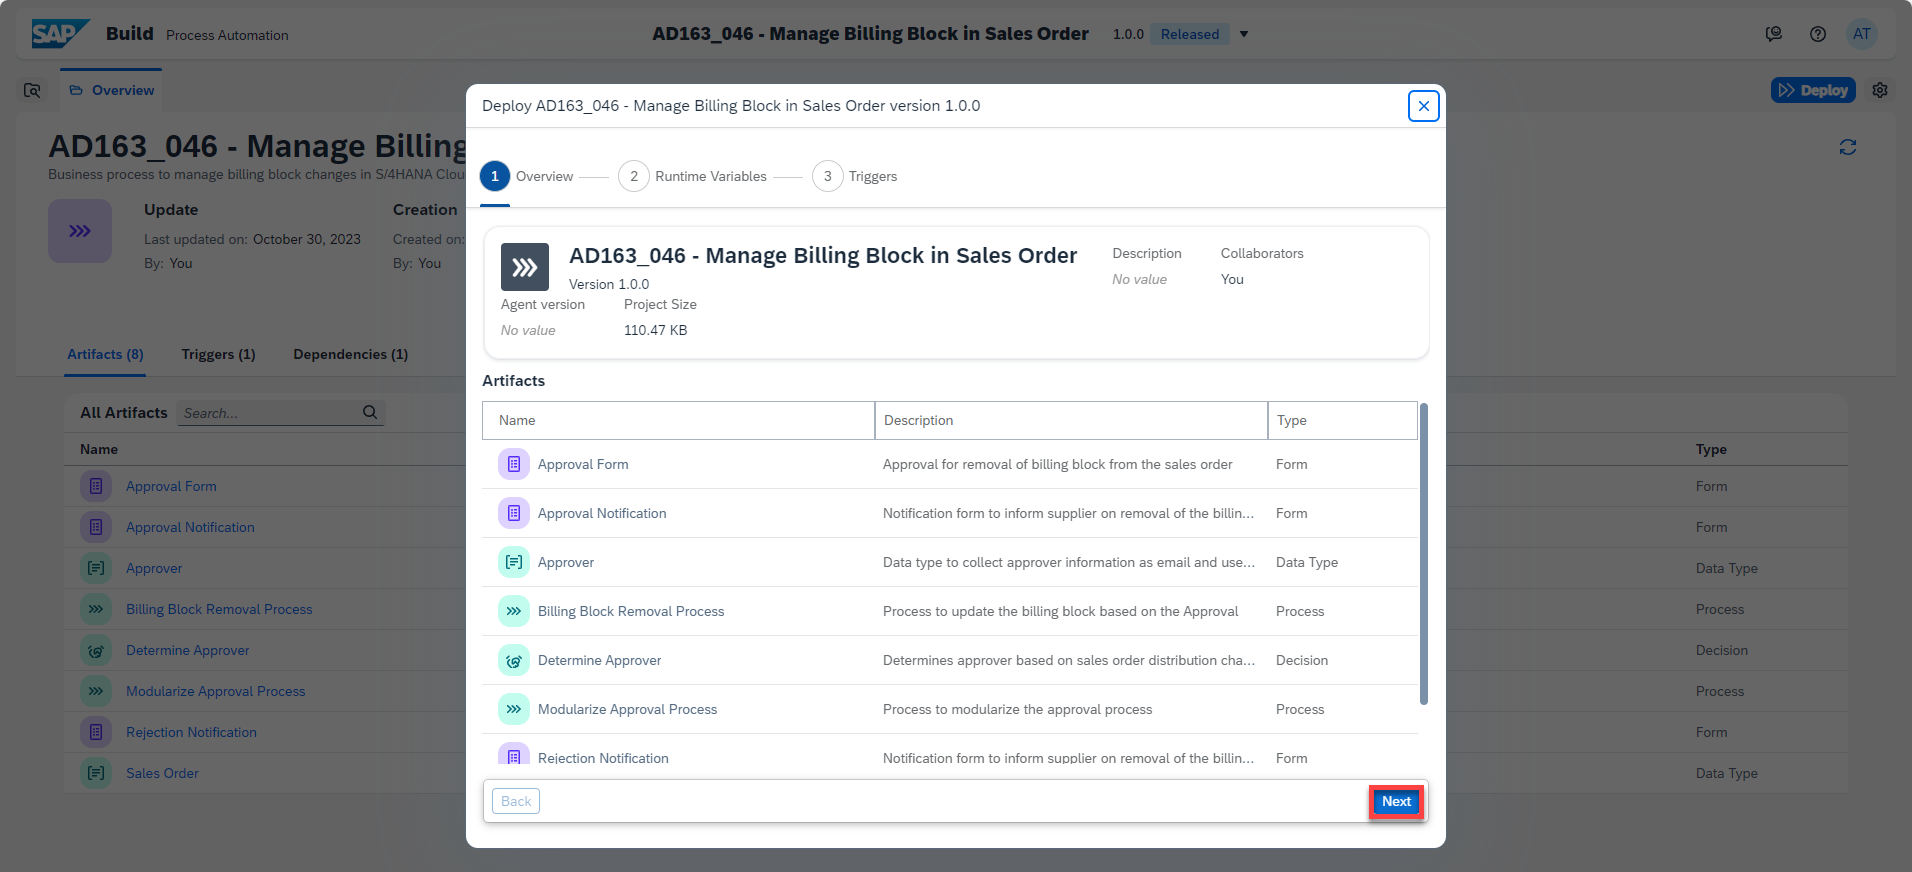 SAP Build Process Automation
AD163_046 - Manage Billing Block in Sales Order 1.0.0 Released
AT
Overview
Deploy
AD163_046 - Manage Billing
Business process to manage billing block changes in S/4HANA Clou
Update
Last updated on: October 30, 2023
By: You
Creation
Created on:
By: You
Artifacts (8) Triggers (1) Dependencies (1)
All Artifacts Search...
Name Type
Approval Form Form
Approval Notification Form
Approver Data Type
Billing Block Removal Process Process
Determine Approver Decision
Modularize Approval Process Process
Rejection Notification Form
Sales Order Data Type
Deploy AD163_046 - Manage Billing Block in Sales Order version 1.0.0
1 Overview 2 Runtime Variables 3 Triggers
AD163_046 - Manage Billing Block in Sales Order
Version 1.0.0
Agent version
No value
Project Size
110.47 KB
Description
No value
Collaborators
You
Artifacts
Name Description Type
Approval Form Approval for removal of billing block from the sales order Form
Approval Notification Notification form to inform supplier on removal of the billin... Form
Approver Data type to collect approver information as email and use... Data Type
Billing Block Removal Process Process to update the billing block based on the Approval Process
Determine Approver Determines approver based on sales order distribution cha... Decision
Modularize Approval Process Process to modularize the approval process Process
Rejection Notification Notification form to inform supplier on removal of the billin... Form
Back Next